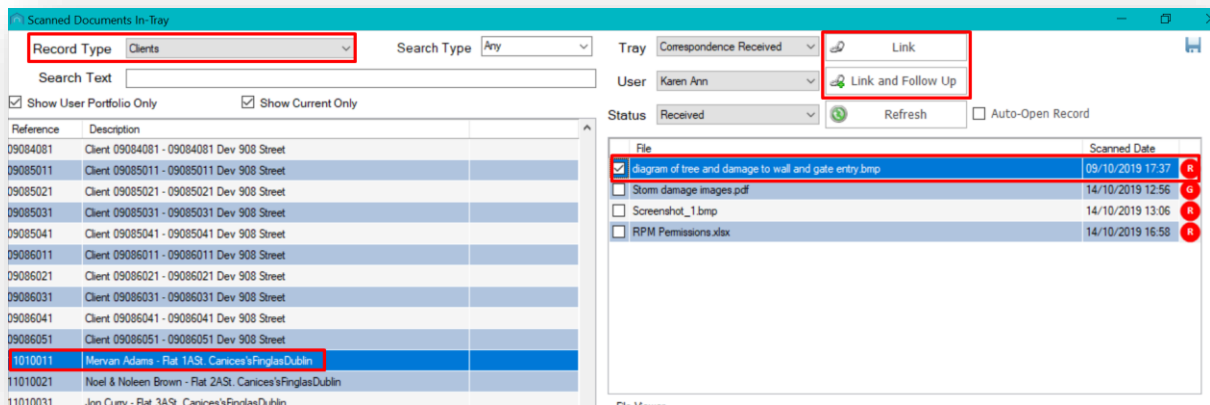 Scanned Documents In-Tray
Record Type Clients
Search Type Any
Search Text
Show User Portfolio Only
Show Current Only
Reference Description
09084081 Client 09084081 - 09084081 Dev 908 Street
09085011 Client 09085011 - 09085011 Dev 908 Street
09085021 Client 09085021 - 09085021 Dev 908 Street
09085031 Client 09085031 - 09085031 Dev 908 Street
09085041 Client 09085041 - 09085041 Dev 908 Street
09086011 Client 09086011 - 09086011 Dev 908 Street
09086021 Client 09086021 - 09086021 Dev 908 Street
09086031 Client 09086031 - 09086031 Dev 908 Street
09086041 Client 09086041 - 09086041 Dev 908 Street
09086051 Client 09086051 - 09086051 Dev 908 Street
11010011 Mervan Adams - Flat 1ASt. Canices'sFinglasDublin
11010021 Noel & Noleen Brown - Flat 2ASt. Canices'sFinglasDublin
11010031 Jon Curry - Flat 3ASt. Canices'sFinglasDublin
Tray Correspondence Received
Link
User Karen Ann
Link and Follow Up
Status Received
Refresh
Auto-Open Record
File Scanned Date
diagram of tree and damage to wall and gate entry.bmp 09/10/2019 17:37 R
Storm damage images.pdf 14/10/2019 12:56 G
Screenshot_1.bmp 14/10/2019 13:06 R
RPM Permissions.xlsx 14/10/2019 16:58 R